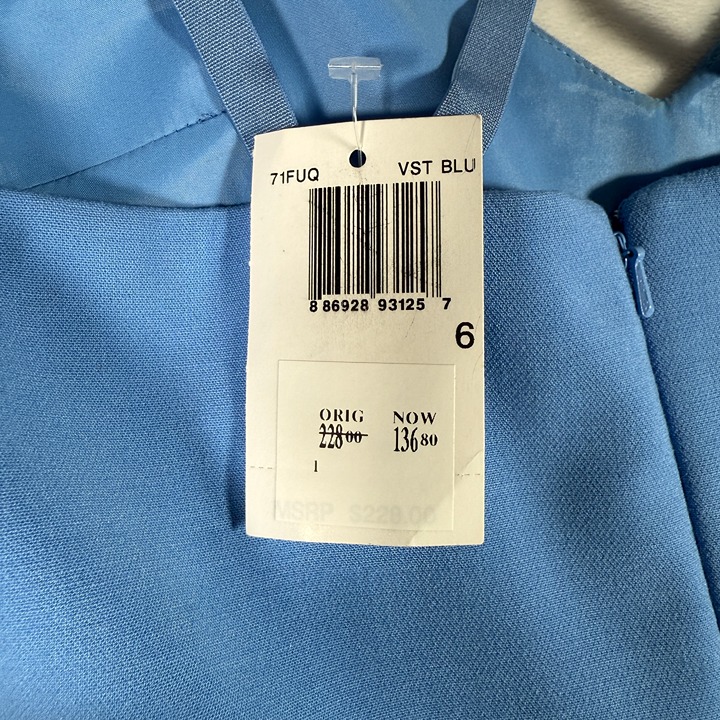 71FUQ VST BLU
8 86928 93125 7
6
ORIG NOW
228 00 136 80
1
MSRP $228.00